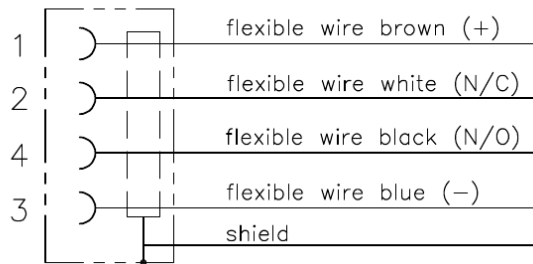 1 flexible wire brown (+)
2 flexible wire white (N/C)
4 flexible wire black (N/O)
3 flexible wire blue (−)
shield